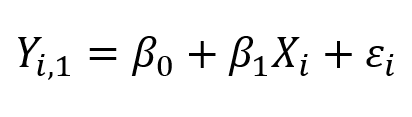 Y_{i,1} = β_0 + β_1X_i + ε_i